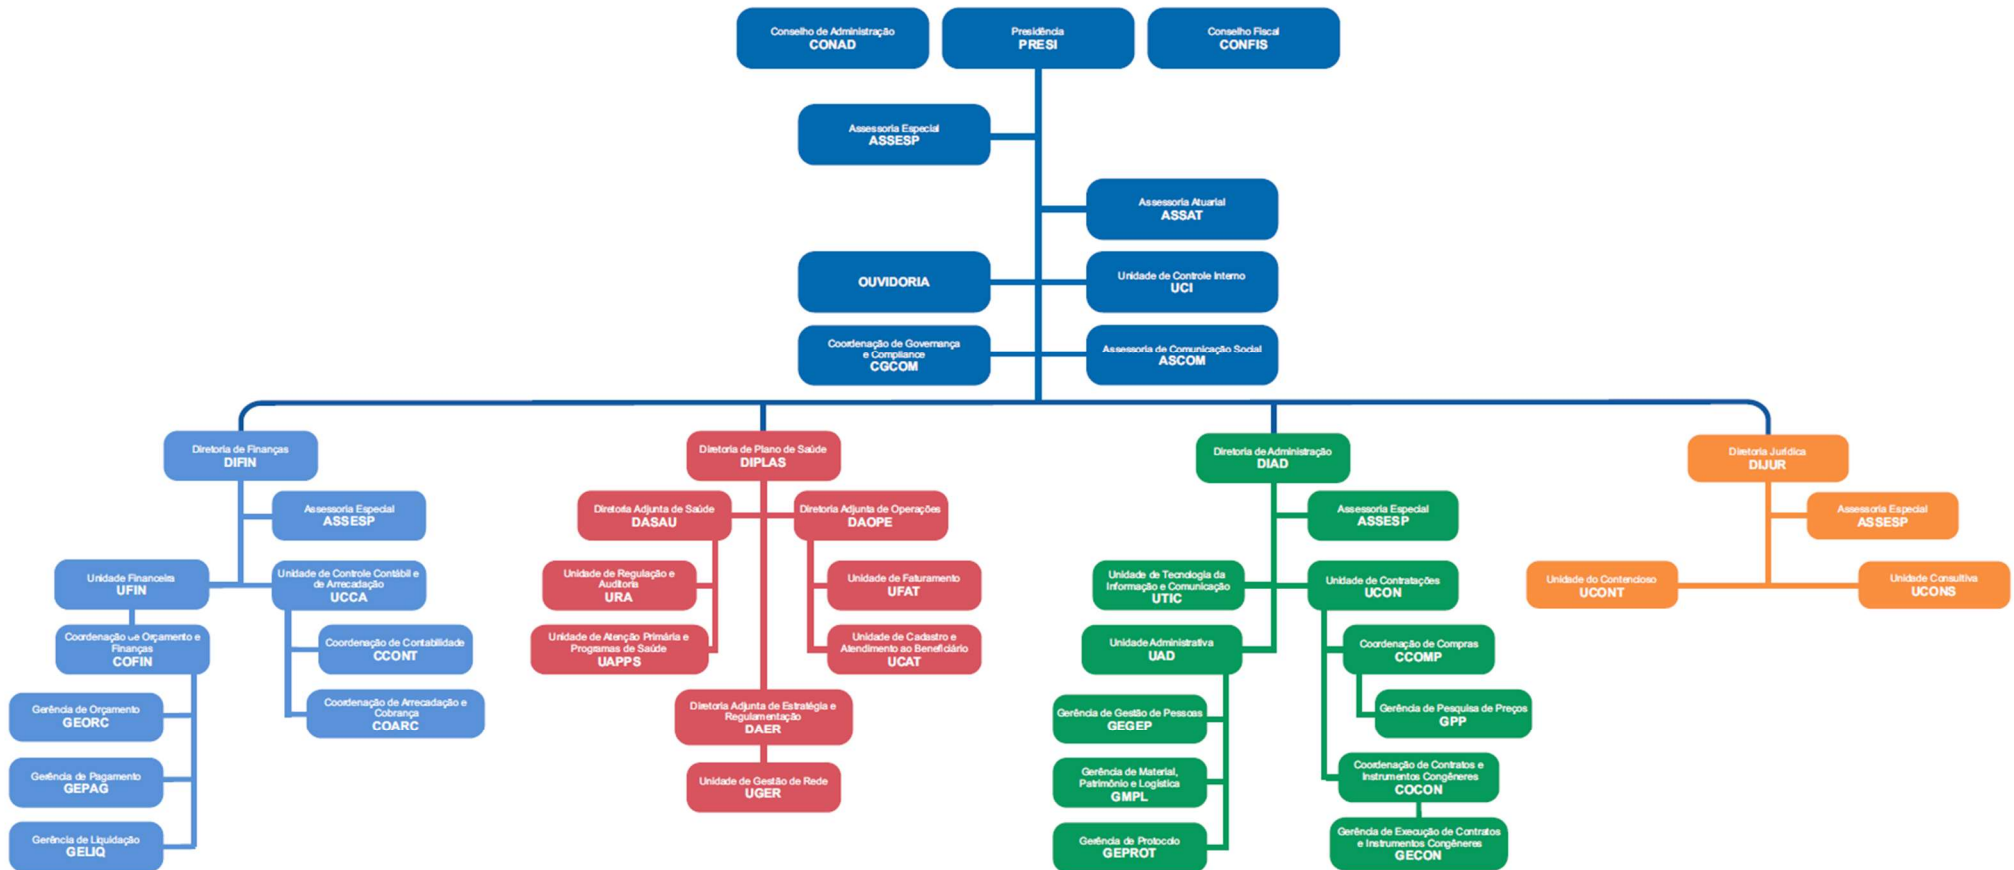 Conselho de Administração
CONAD
Presidência
PRESI
Conselho Fiscal
CONFIS
Assessoria Especial
ASSESP
Assessoria Atuarial
ASSAT
OUVIDORIA
Unidade de Controle Interno
UCI
Coordenação de Governança
e Compliance
CGCOM
Assessoria de Comunicação Social
ASCOM
Diretoria de Finanças
DIFIN
Assessoria Especial
ASSESP
Unidade Financeira
UFIN
Unidade de Controle Contábil e
de Arrecadação
UCCA
Coordenação de Orçamento e
Finanças
COFIN
Coordenação de Contabilidade
CCONT
Coordenação de Arrecadação e
Cobrança
COARC
Gerência de Orçamento
GEORC
Gerência de Pagamento
GEPAG
Gerência de Liquidação
GELIQ
Diretoria de Plano de Saúde
DIPLAS
Diretoria Adjunta de Saúde
DASAU
Diretoria Adjunta de Operações
DAOPE
Unidade de Regulação e
Auditoria
URA
Unidade de Faturamento
UFAT
Unidade de Atenção Primária e
Programas de Saúde
UAPPS
Unidade de Cadastro e
Atendimento ao Beneficiário
UCAT
Diretoria Adjunta de Estratégia e
Regulamentação
DAER
Unidade de Gestão de Rede
UGER
Diretoria de Administração
DIAD
Assessoria Especial
ASSESP
Unidade de Tecnologia da
Informação e Comunicação
UTIC
Unidade de Contratações
UCON
Unidade Administrativa
UAD
Coordenação de Compras
CCOMP
Gerência de Gestão de Pessoas
GEGEP
Gerência de Pesquisa de Preços
GPP
Gerência de Material,
Patrimônio e Logística
GMPL
Coordenação de Contratos e
Instrumentos Congêneres
COCON
Gerência de Protocolo
GEPROT
Gerência de Execução de Contratos
e Instrumentos Congêneres
GECON
Diretoria Jurídica
DIJUR
Assessoria Especial
ASSESP
Unidade do Contencioso
UCONT
Unidade Consultiva
UCONS